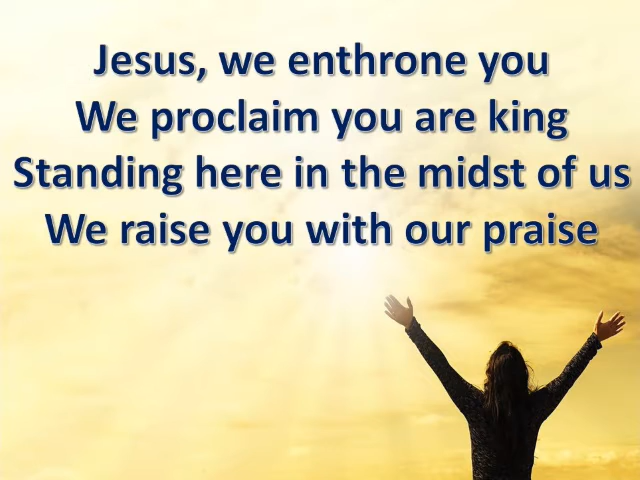 Jesus, we enthrone you
We proclaim you are king
Standing here in the midst of us
We raise you with our praise